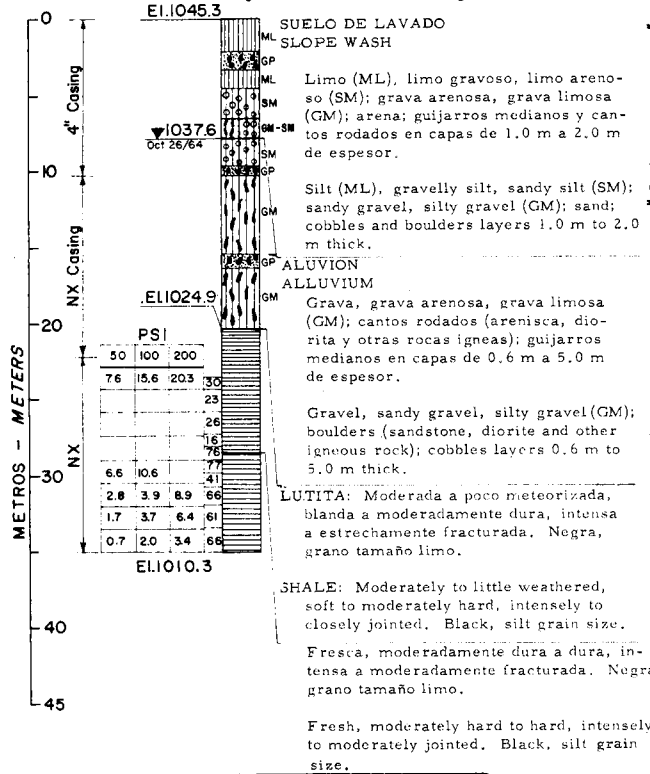 El.1045.3
0
10
20
30
40
45
METROS - METERS
4" Casing
NX Casing
NX
1037.6
Oct 26/64
El.1024.9
El.1010.3
ML
GP
ML
SM
GM-SM
SM
GP
GM
GP
GM
PSI
50 100 200
7.6 15.6 20.3 30
23
26
16
76
77
6.6 10.6 41
2.8 3.9 8.9 66
1.7 3.7 6.4 61
0.7 2.0 3.4 66
SUELO DE LAVADO
SLOPE WASH
Limo (ML), limo gravoso, limo areno-
so (SM); grava arenosa, grava limosa
(GM); arena; guijarros medianos y can-
tos rodados en capas de 1.0 m a 2.0 m
de espesor.
Silt (ML), gravelly silt, sandy silt (SM);
sandy gravel, silty gravel (GM); sand;
cobbles and boulders layers 1.0 m to 2.0
m thick.
ALUVION
ALLUVIUM
Grava, grava arenosa, grava limosa
(GM); cantos rodados (arenisca, dio-
rita y otras rocas igneas); guijarros
medianos en capas de 0.6 m a 5.0 m
de espesor.
Gravel, sandy gravel, silty gravel (GM);
boulders (sandstone, diorite and other
igneous rock); cobbles layers 0.6 m to
5.0 m thick.
LUTITA: Moderada a poco meteorizada,
blanda a moderadamente dura, intensa
a estrechamente fracturada. Negra,
grano tamaño limo.
SHALE: Moderately to little weathered,
soft to moderately hard, intensely to
closely jointed. Black, silt grain size.
Fresca, moderadamente dura a dura, in-
tensa a moderadamente fracturada. Negra
grano tamaño limo.
Fresh, moderately hard to hard, intensely
to moderately jointed. Black, silt grain
size.